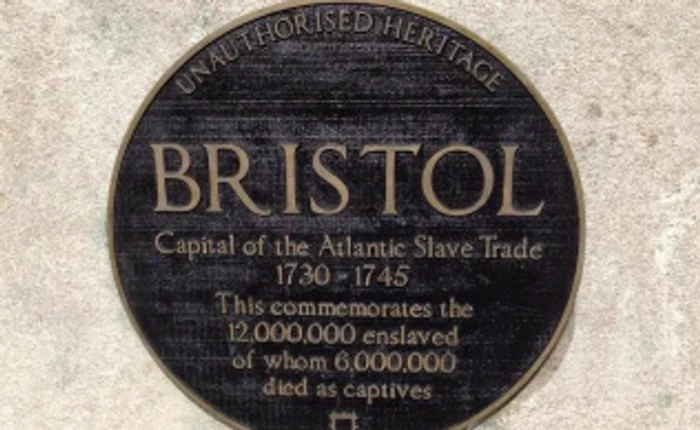 UNAUTHORISED HERITAGE
BRISTOL
Capital of the Atlantic Slave Trade
1730 - 1745
This commemorates the
12,000,000 enslaved
of whom 6,000,000
died as captives